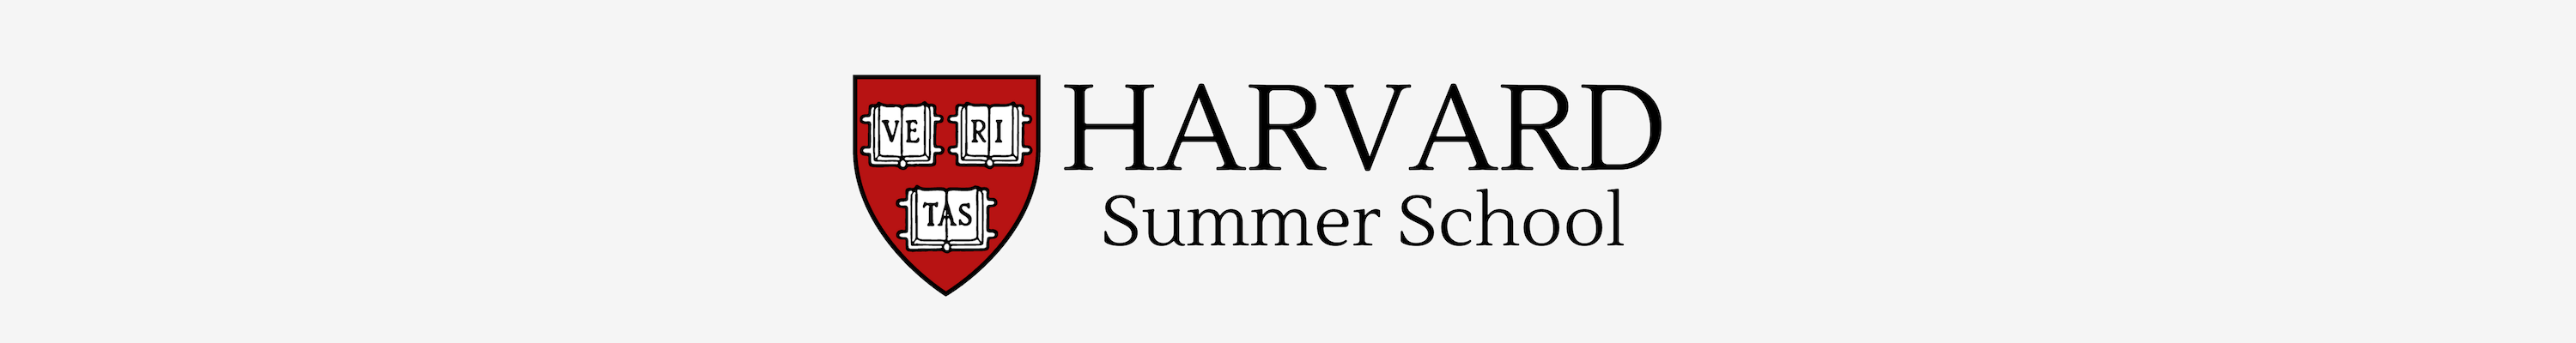 VE RI
TAS
HARVARD
Summer School